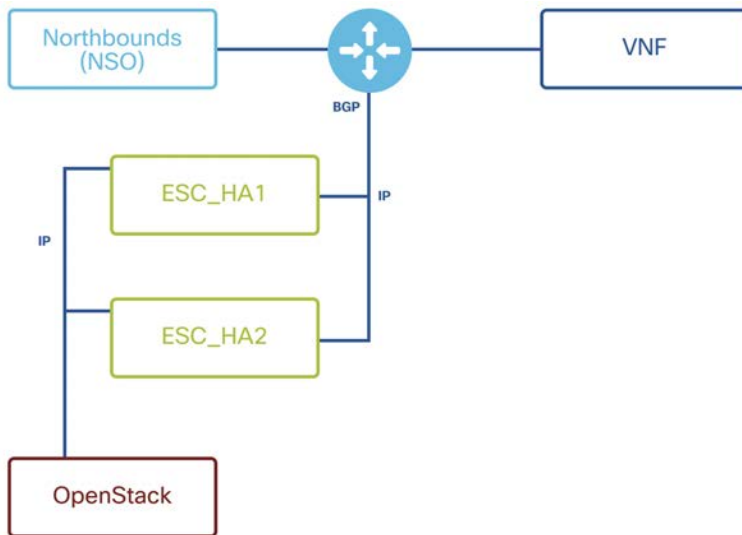 Northbounds
(NSO)
VNF
BGP
ESC_HA1
IP
IP
ESC_HA2
OpenStack